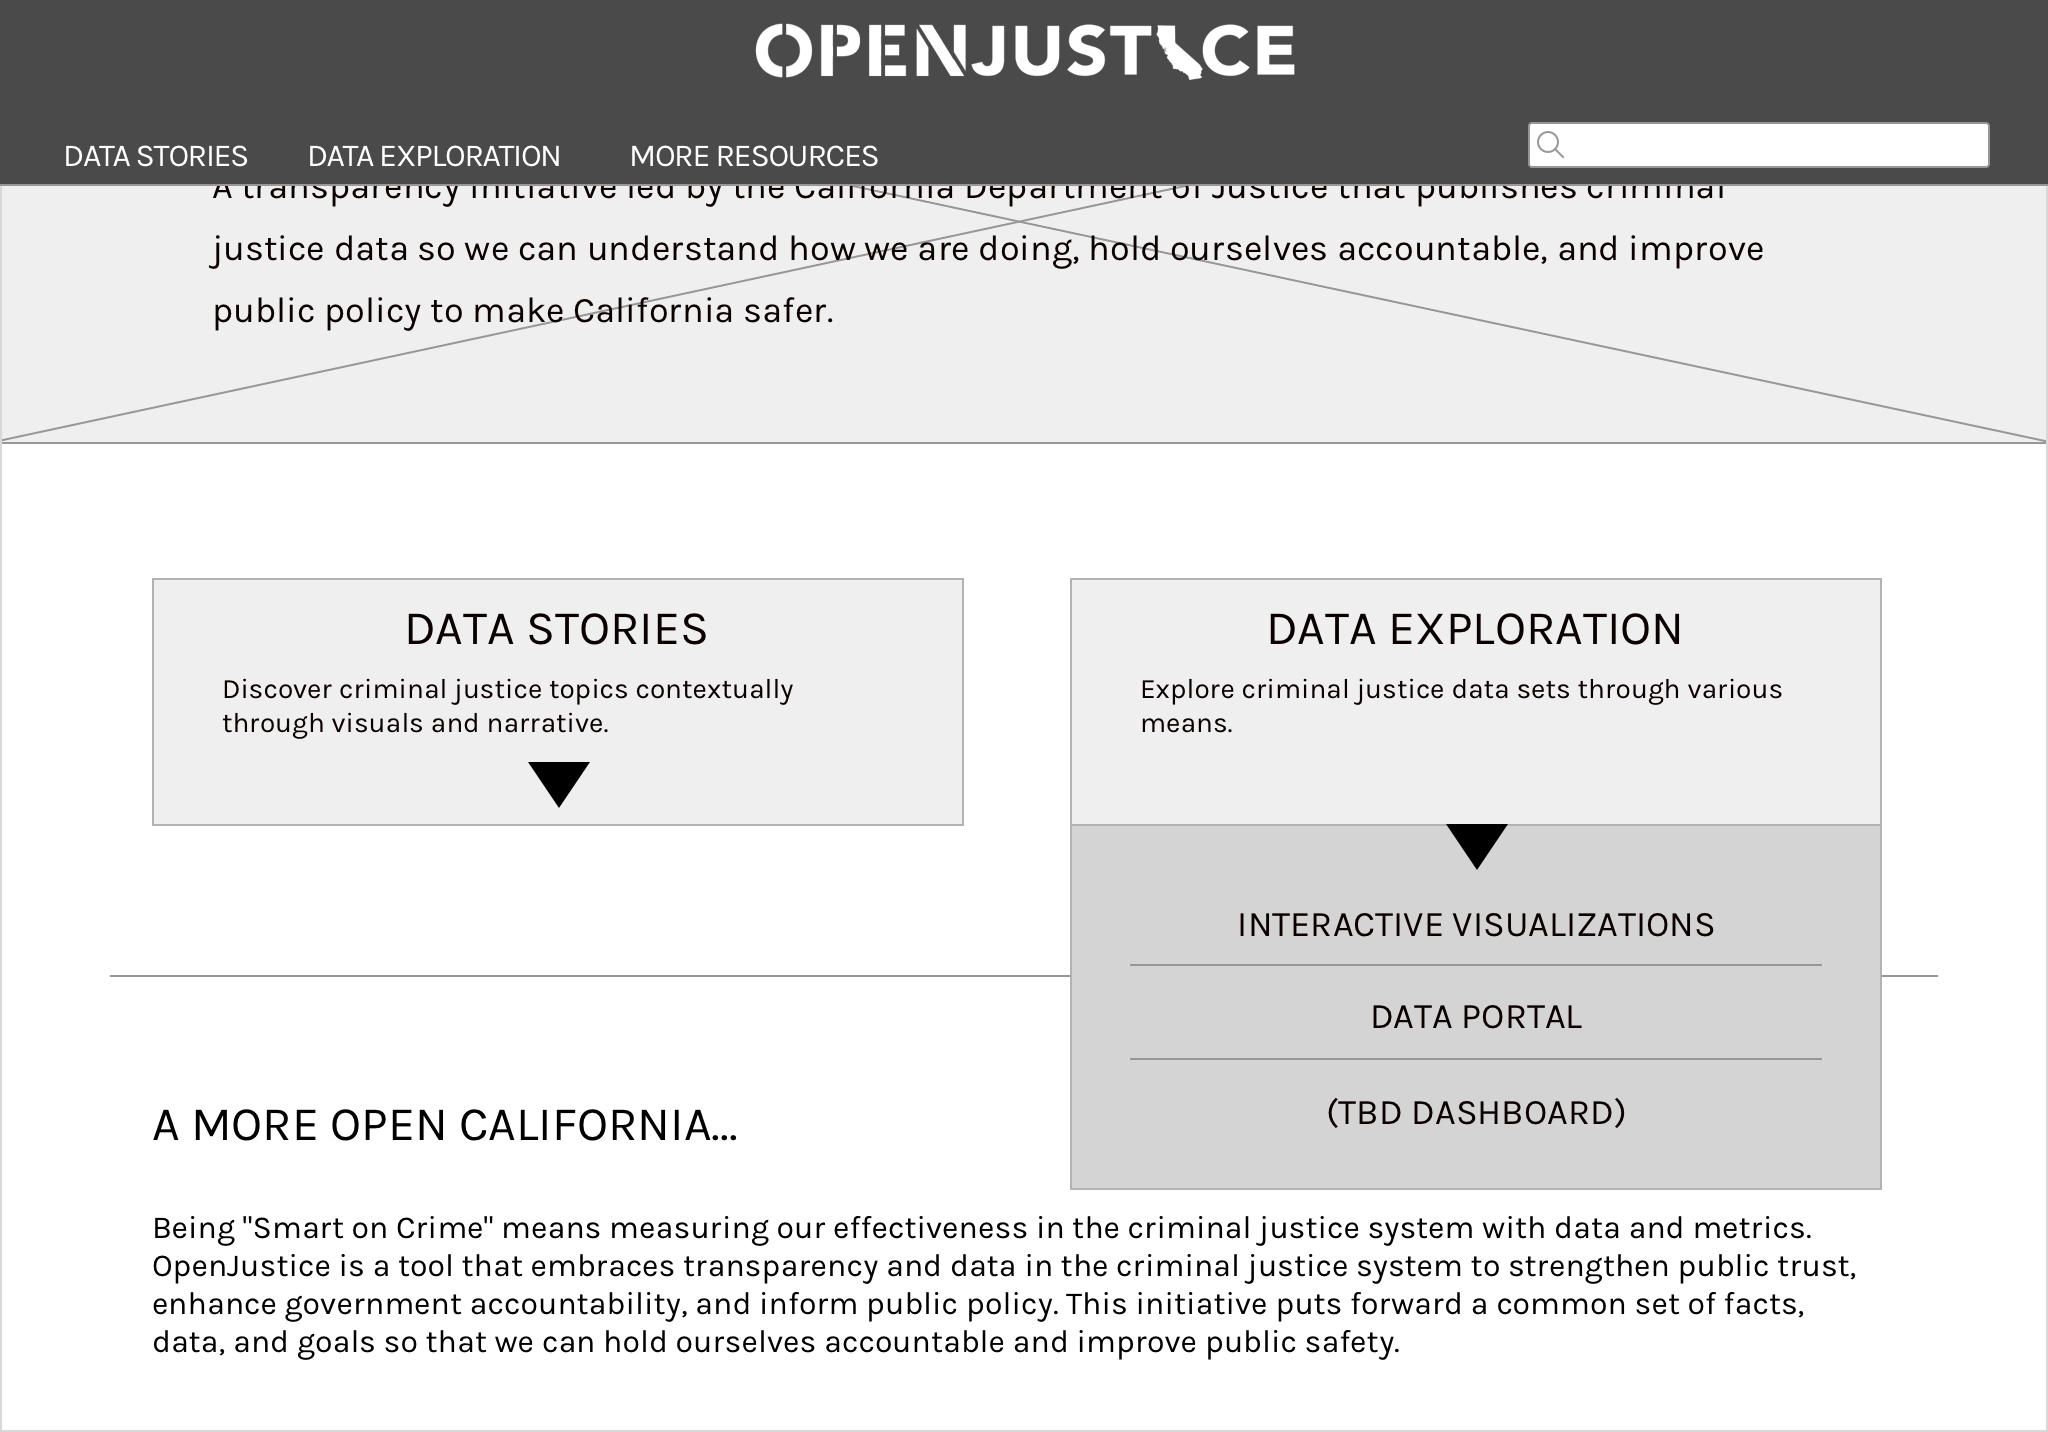 OPENJUSTICE
DATA STORIES
DATA EXPLORATION
MORE RESOURCES
A transparency initiative led by the California Department of Justice that publishes criminal
justice data so we can understand how we are doing, hold ourselves accountable, and improve
public policy to make California safer.
DATA STORIES
Discover criminal justice topics contextually
through visuals and narrative.
DATA EXPLORATION
Explore criminal justice data sets through various
means.
INTERACTIVE VISUALIZATIONS
DATA PORTAL
(TBD DASHBOARD)
A MORE OPEN CALIFORNIA...
Being "Smart on Crime" means measuring our effectiveness in the criminal justice system with data and metrics.
OpenJustice is a tool that embraces transparency and data in the criminal justice system to strengthen public trust,
enhance government accountability, and inform public policy. This initiative puts forward a common set of facts,
data, and goals so that we can hold ourselves accountable and improve public safety.